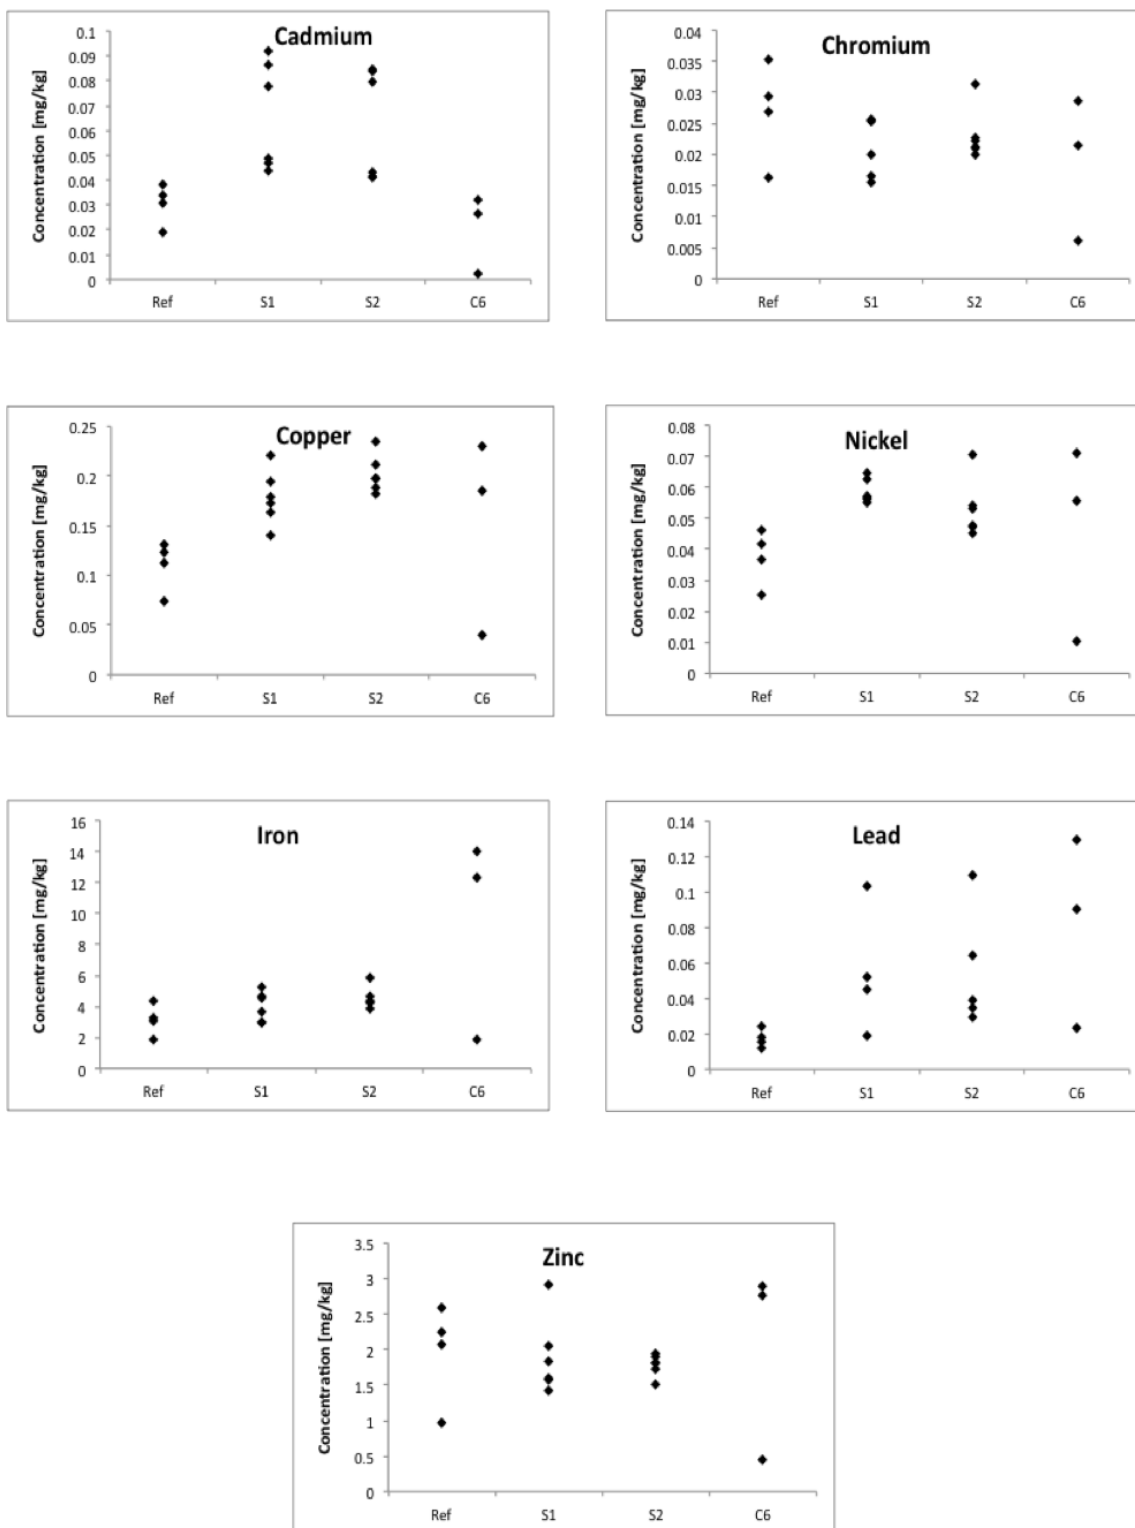 Cadmium
Concentration [mg/kg]
0.1
0.09
0.08
0.07
0.06
0.05
0.04
0.03
0.02
0.01
0
Ref S1 S2 C6
Chromium
Concentration [mg/kg]
0.04
0.035
0.03
0.025
0.02
0.015
0.01
0.005
0
Ref S1 S2 C6
Copper
Concentration [mg/kg]
0.25
0.2
0.15
0.1
0.05
0
Ref S1 S2 C6
Nickel
Concentration [mg/kg]
0.08
0.07
0.06
0.05
0.04
0.03
0.02
0.01
0
Ref S1 S2 C6
Iron
Concentration [mg/kg]
16
14
12
10
8
6
4
2
0
Ref S1 S2 C6
Lead
Concentration [mg/kg]
0.14
0.12
0.1
0.08
0.06
0.04
0.02
0
Ref S1 S2 C6
Zinc
Concentration [mg/kg]
3.5
3
2.5
2
1.5
1
0.5
0
Ref S1 S2 C6